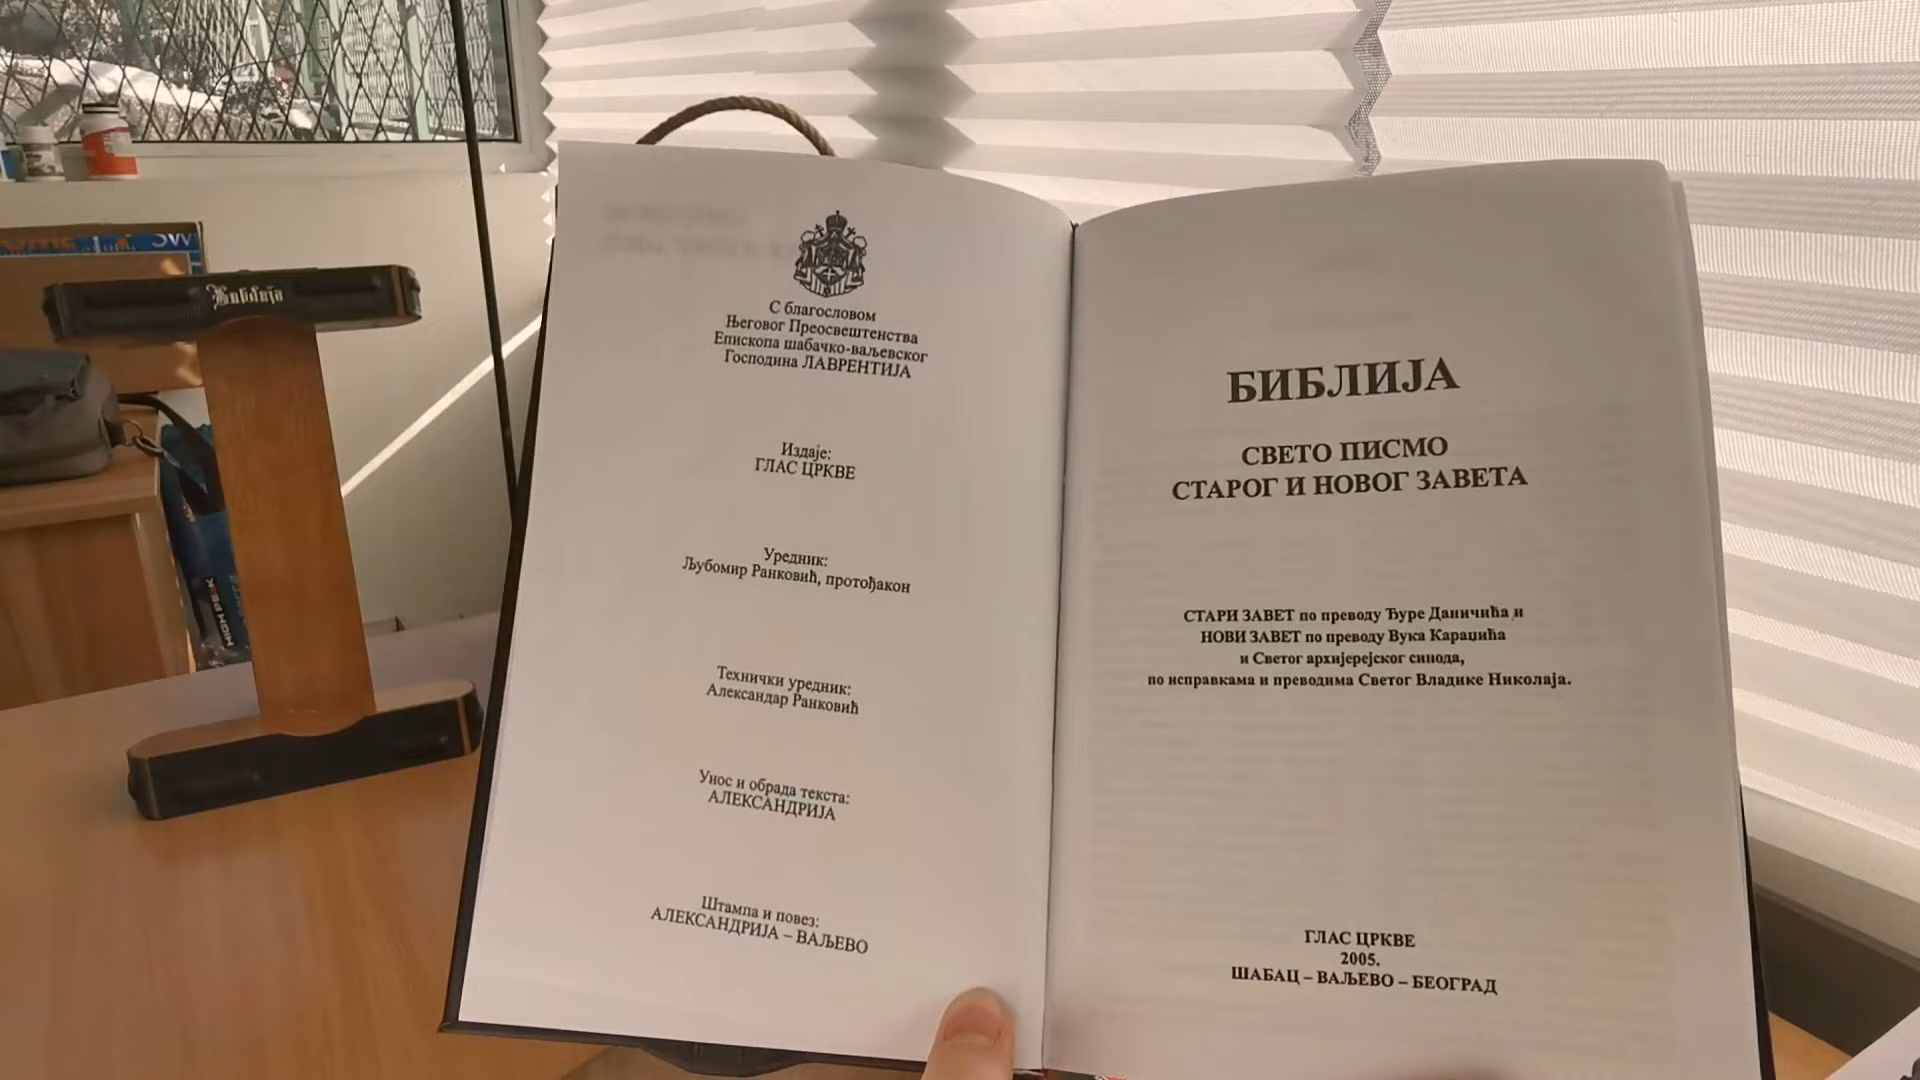 Библија
HIGH PEAK
С благословом
Његовог Преосвештенства
Епископа шабачко-ваљевског
Господина ЛАВРЕНТИЈА
Издаје:
ГЛАС ЦРКВЕ
Уредник:
Љубомир Ранковић, протођакон
Технички уредник:
Александар Ранковић
Унос и обрада текста:
АЛЕКСАНДРИЈА
Штампа и повез:
АЛЕКСАНДРИЈА – ВАЉЕВО
БИБЛИЈА
СВЕТО ПИСМО
СТАРОГ И НОВОГ ЗАВЕТА
СТАРИ ЗАВЕТ по преводу Ђуре Даничића и
НОВИ ЗАВЕТ по преводу Вука Караџића
и Светог архијерејског синода,
по исправкама и преводима Светог Владике Николаја.
ГЛАС ЦРКВЕ
2005.
ШАБАЦ – ВАЉЕВО – БЕОГРАД